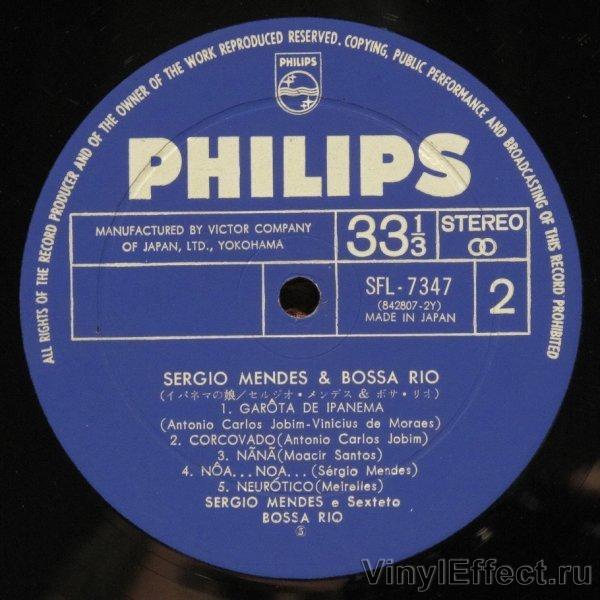 ALL RIGHTS OF THE RECORD PRODUCER AND OF THE OWNER OF THE WORK REPRODUCED RESERVED. COPYING, PUBLIC PERFORMANCE AND BROADCASTING OF THIS RECORD PROHIBITED
PHILIPS
PHILIPS
MANUFACTURED BY VICTOR COMPANY
OF JAPAN, LTD., YOKOHAMA
33 1/3
STEREO
SFL-7347
(842807-2Y)
MADE IN JAPAN
2
SERGIO MENDES & BOSSA RIO
(イパネマの娘/セルジオ・メンデス & ボサ・リオ)
1. GARÔTA DE IPANEMA
(Antonio Carlos Jobim-Vinicius de Moraes)
2. CORCOVADO (Antonio Carlos Jobim)
3. NÃNÃ (Moacir Santos)
4. NÔA... NOA... (Sérgio Mendes)
5. NEURÓTICO (Meirelles)
SERGIO MENDES e Sexteto
BOSSA RIO
VinylEffect.ru